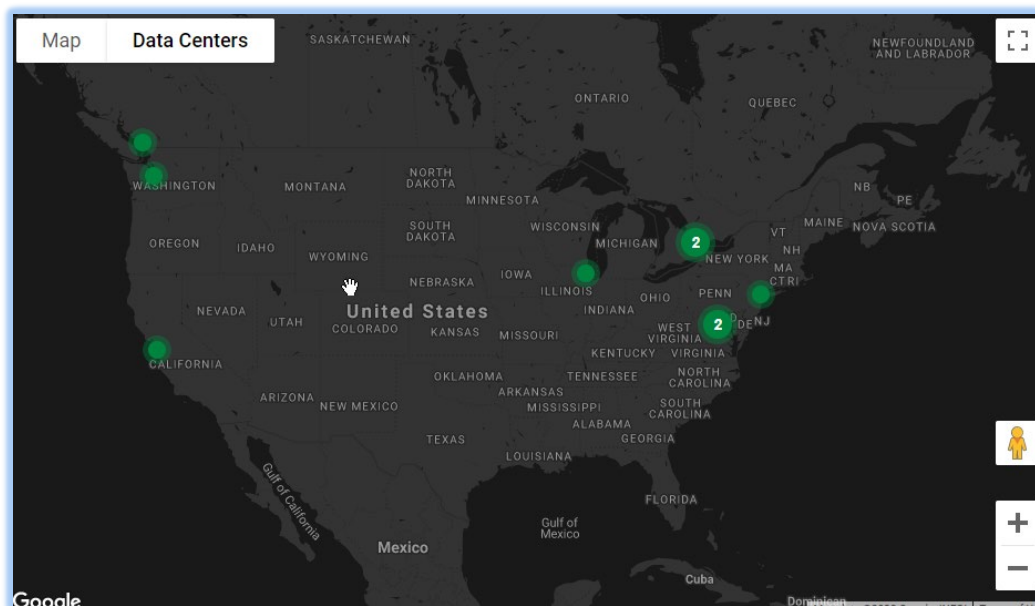 Map
Data Centers
SASKATCHEWAN
NEWFOUNDLAND
AND LABRADOR
ONTARIO
QUEBEC
WASHINGTON
MONTANA
NORTH
DAKOTA
MINNESOTA
NB
PE
MAINE
NOVA SCOTIA
OREGON
IDAHO
WYOMING
SOUTH
DAKOTA
WISCONSIN
MICHIGAN
2
VT
NH
NEW YORK
MA
CT RI
NEBRASKA
IOWA
ILLINOIS
INDIANA
OHIO
PENN
NEVADA
UTAH
United States
COLORADO
KANSAS
MISSOURI
WEST
VIRGINIA
2
DE
NJ
KENTUCKY
VIRGINIA
CALIFORNIA
OKLAHOMA
TENNESSEE
NORTH
CAROLINA
ARIZONA
NEW MEXICO
ARKANSAS
MISSISSIPPI
SOUTH
CAROLINA
ALABAMA
TEXAS
GEORGIA
LOUISIANA
Gulf of California
FLORIDA
Gulf of
Mexico
Mexico
Cuba
Google
Dominican